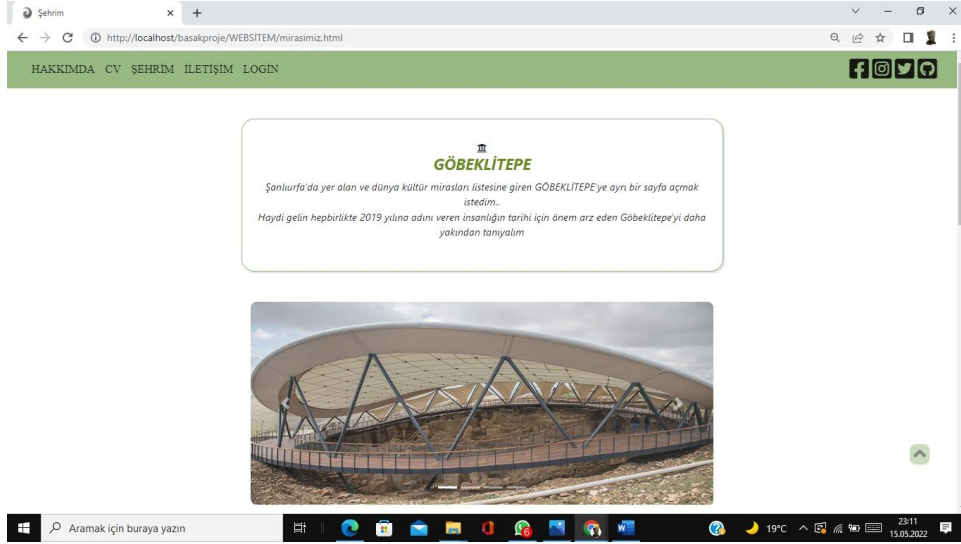 Şehrim
http://localhost/basakproje/WEBSİTEM/mirasimiz.html
HAKKIMDA CV ŞEHRİM İLETİŞİM LOGİN
GÖBEKLİTEPE
Şanlıurfa'da yer alan ve dünya kültür mirasları listesine giren GÖBEKLİTEPE'ye ayrı bir sayfa açmak
istedim..
Haydi gelin hepbirlikte 2019 yılına adını veren insanlığın tarihi için önem arz eden Göbeklitepe'yi daha
yakından tanıyalım
Aramak için buraya yazın
6
19°C
23:11
15.05.2022